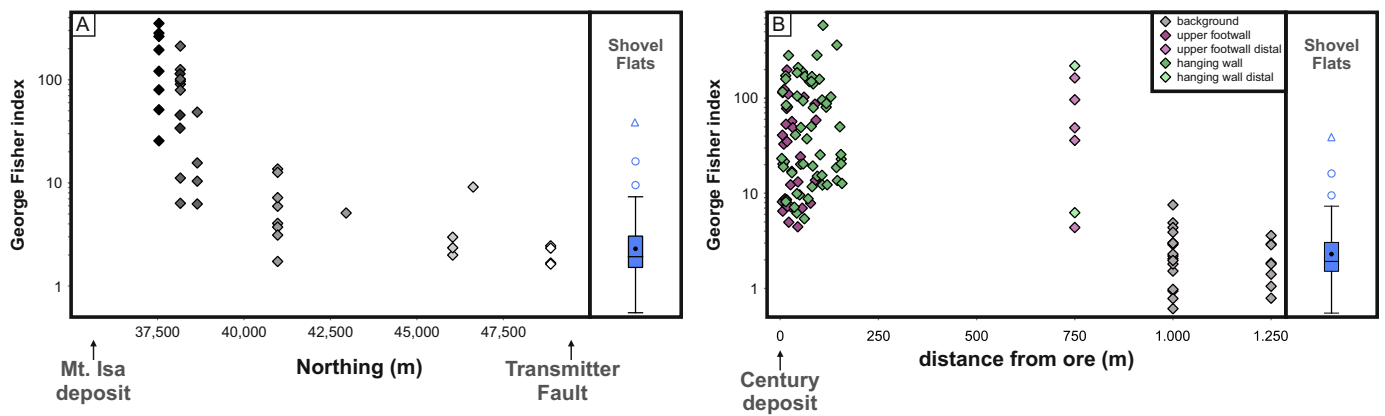 A
George Fisher index
100
10
1
37,500
40,000
42,500
45,000
47,500
Northing (m)
Mt. Isa
deposit
Transmitter
Fault
Shovel
Flats
B
George Fisher index
100
10
1
0
250
500
750
1.000
1.250
distance from ore (m)
Century
deposit
background
upper footwall
upper footwall distal
hanging wall
hanging wall distal
Shovel
Flats